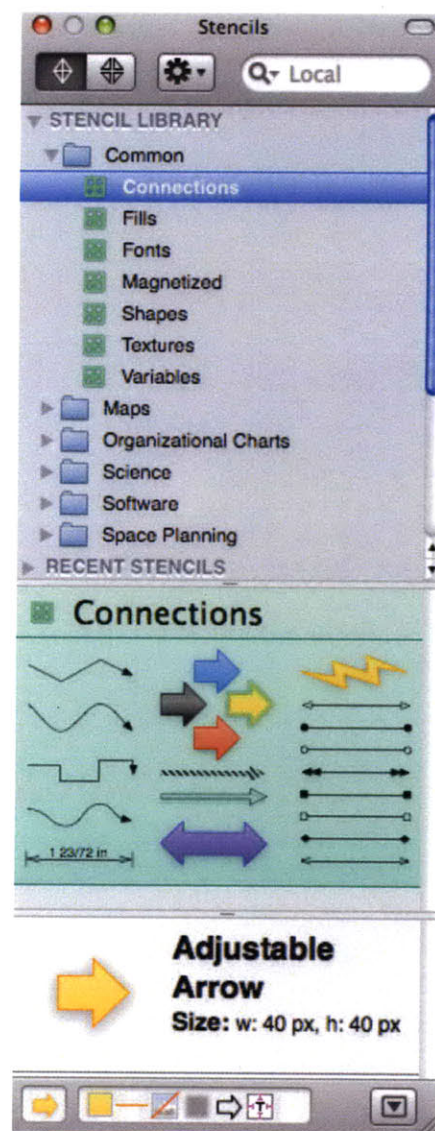 Stencils
Local
STENCIL LIBRARY
Common
Connections
Fills
Fonts
Magnetized
Shapes
Textures
Variables
Maps
Organizational Charts
Science
Software
Space Planning
RECENT STENCILS
Connections
1 23/72 in
Adjustable
Arrow
Size: w: 40 px, h: 40 px
T